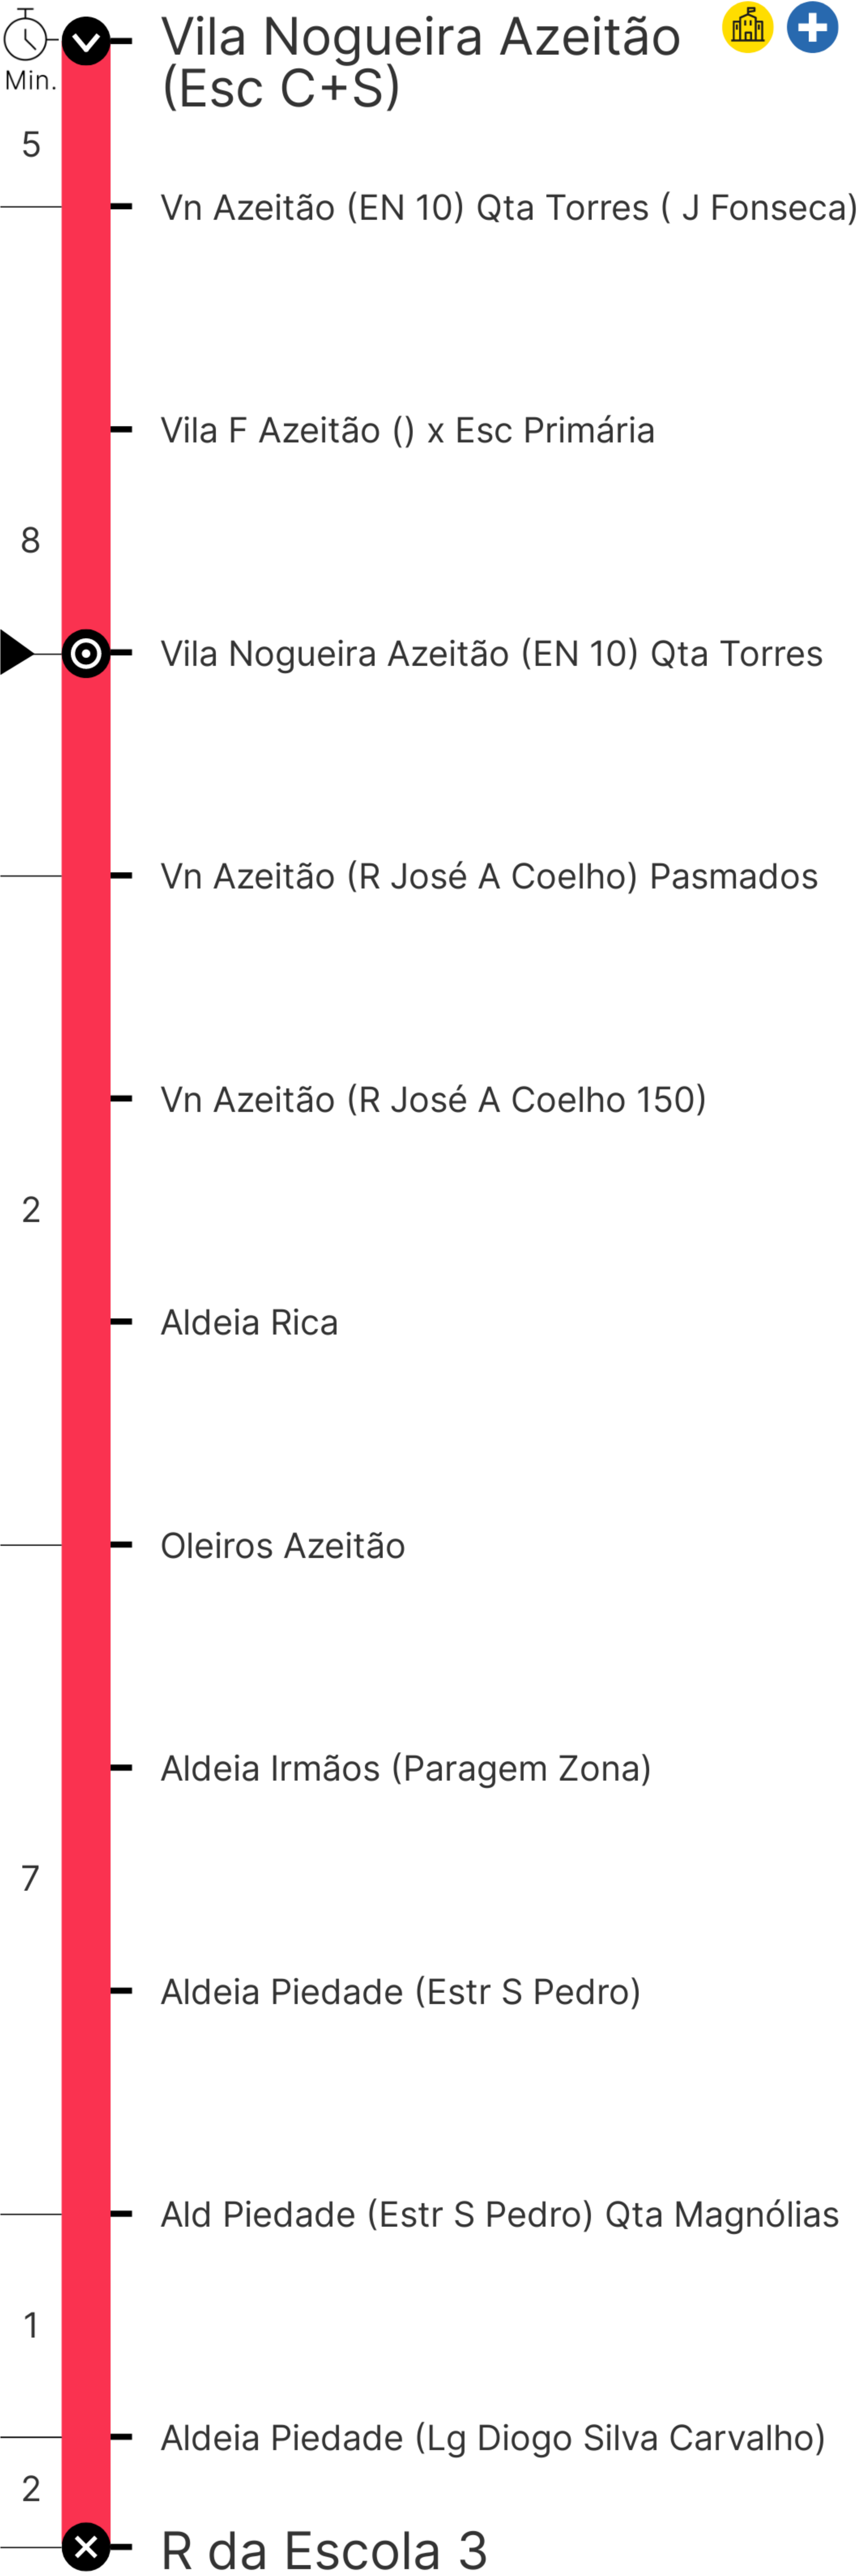 Vila Nogueira Azeitão
(Esc C+S)
Min.
5
Vn Azeitão (EN 10) Qta Torres ( J Fonseca)
Vila F Azeitão () x Esc Primária
8
Vila Nogueira Azeitão (EN 10) Qta Torres
Vn Azeitão (R José A Coelho) Pasmados
Vn Azeitão (R José A Coelho 150)
2
Aldeia Rica
Oleiros Azeitão
Aldeia Irmãos (Paragem Zona)
7
Aldeia Piedade (Estr S Pedro)
Ald Piedade (Estr S Pedro) Qta Magnólias
1
Aldeia Piedade (Lg Diogo Silva Carvalho)
2
R da Escola 3